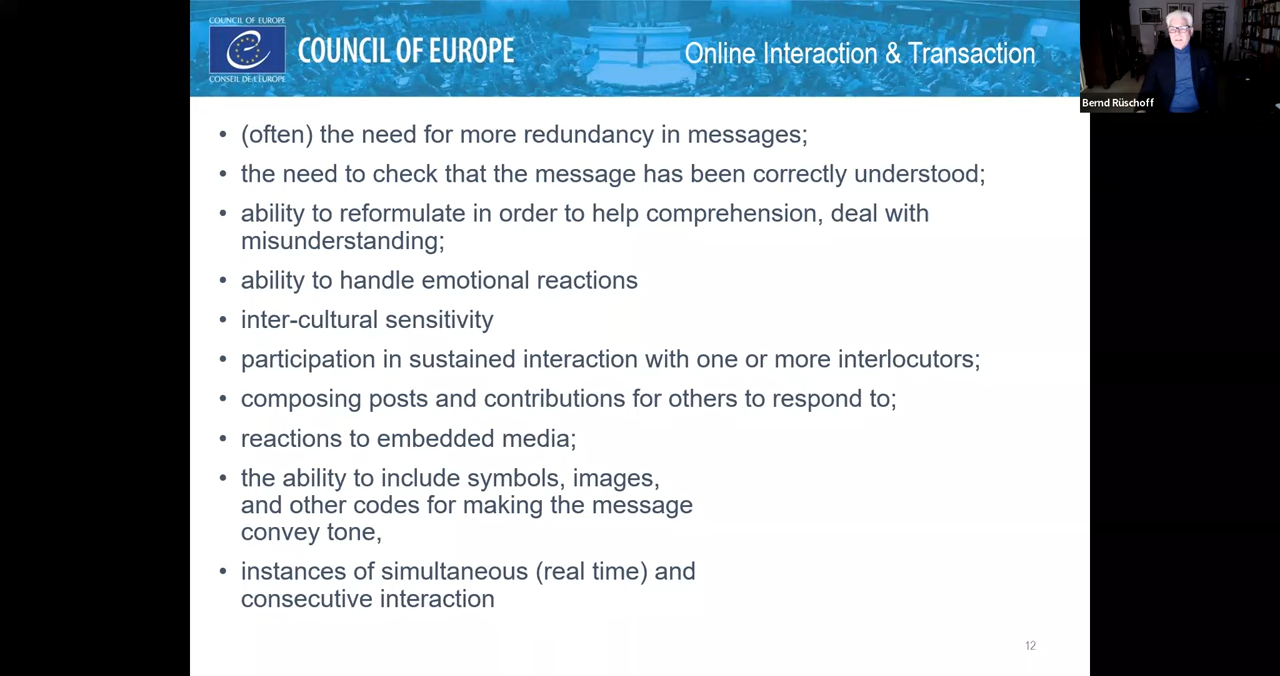 COUNCIL OF EUROPE
CONSEIL DE L'EUROPE
COUNCIL OF EUROPE
Online Interaction & Transaction
Bernd Rüschoff
• (often) the need for more redundancy in messages;
• the need to check that the message has been correctly understood;
• ability to reformulate in order to help comprehension, deal with
misunderstanding;
• ability to handle emotional reactions
• inter-cultural sensitivity
• participation in sustained interaction with one or more interlocutors;
• composing posts and contributions for others to respond to;
• reactions to embedded media;
• the ability to include symbols, images,
and other codes for making the message
convey tone,
• instances of simultaneous (real time) and
consecutive interaction
12